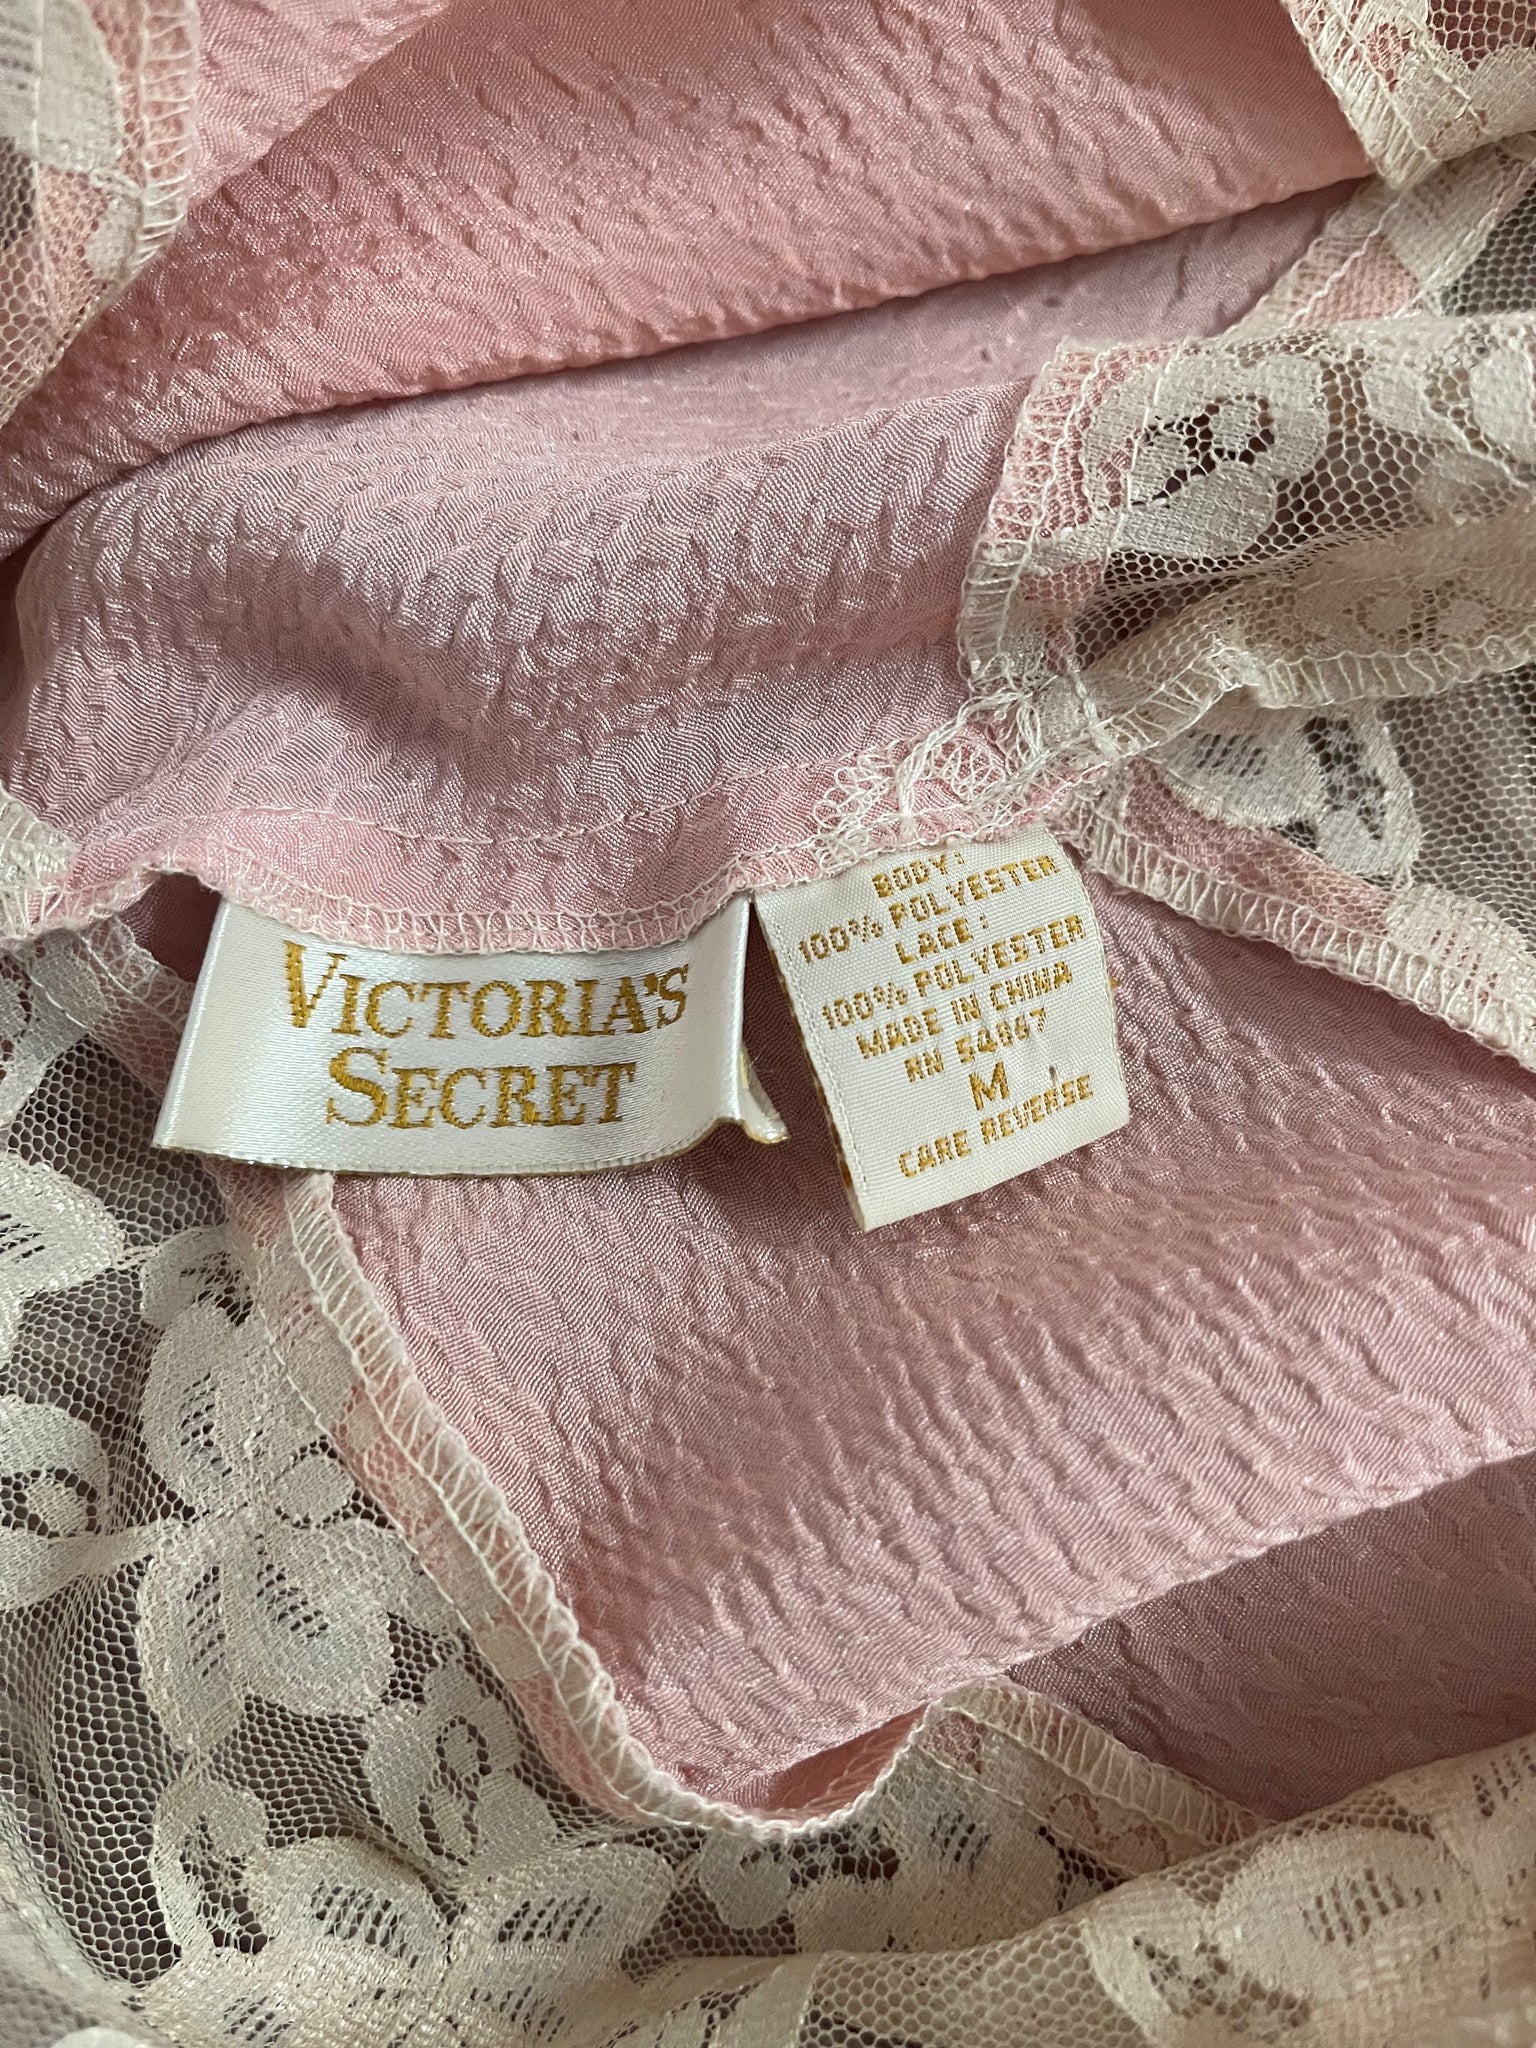 VICTORIA'S
SECRET
BODY:
100% POLYESTER
LACE:
100% POLYESTER
MADE IN CHINA
RN 54867
M
CARE REVERSE